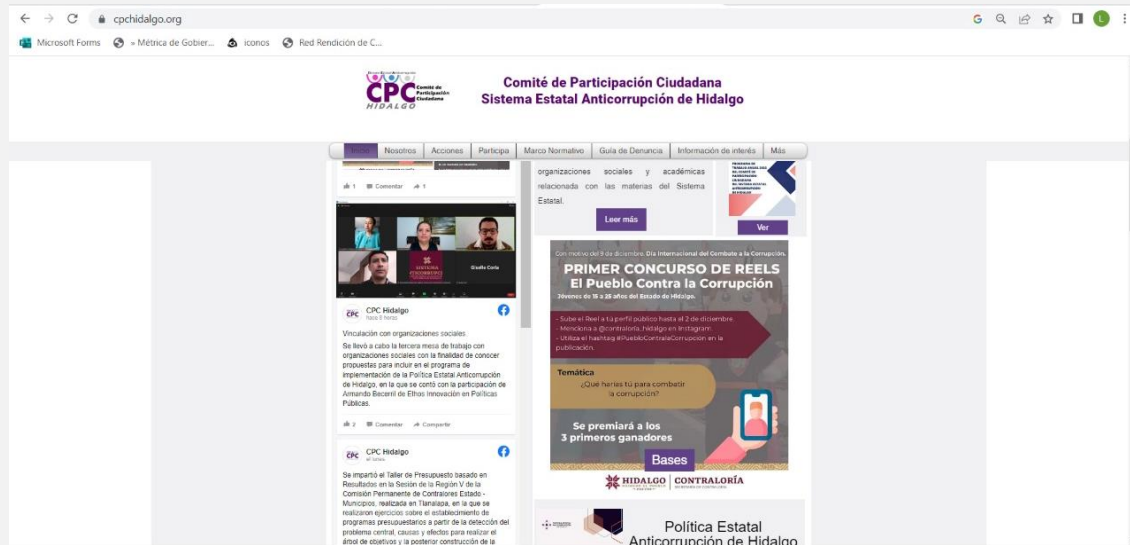 cpchidalgo.org
Microsoft Forms
» Métrica de Gobier...
iconos
Red Rendición de C...
CPC
Comité de
Participación
Ciudadana
HIDALGO
Comité de Participación Ciudadana
Sistema Estatal Anticorrupción de Hidalgo
Inicio
Nosotros
Acciones
Participa
Marco Normativo
Guía de Denuncia
Información de interés
Más
1 Comentar 1
Giselle Coria
CPC Hidalgo
hace 8 horas
Vinculación con organizaciones sociales.
Se llevó a cabo la tercera mesa de trabajo con
organizaciones sociales con la finalidad de conocer
propuestas para incluir en el programa de
implementación de la Política Estatal Anticorrupción
de Hidalgo, en la que se contó con la participación de
Armando Becerril de Ethos Innovación en Políticas
Públicas.
2 Comentar Comparte
CPC Hidalgo
Se impartió el Taller de Presupuesto basado en
Resultados en la Sesión de la Región V de la
Comisión Permanente de Contralores Estado -
Municipios, realizada en Tlanalapa, en la que se
realizaron ejercicios sobre el establecimiento de
programas presupuestarios a partir de la detección del
problema central, causas y efectos para realizar el
árbol de objetivos y la posterior construcción de la
organizaciones sociales y académicas
relacionada con las materias del Sistema
Estatal.
Leer más
Ver
Con motivo del 9 de diciembre, Día Internacional del Combate a la Corrupción.
PRIMER CONCURSO DE REELS
El Pueblo Contra la Corrupción
Jóvenes de 15 a 25 años del Estado de Hidalgo.
- Sube el Reel a tu perfil público hasta el 2 de diciembre.
- Menciona a @contraloria_hidalgo en Instagram.
- Utiliza el hashtag #PuebloContralaCorrupcion en la
publicación.
Temática
¿Qué harías tú para combatir
la corrupción?
Se premiará a los
3 primeros ganadores
Bases
HIDALGO
CONTRALORÍA
Política Estatal
Anticorrupción de Hidalgo